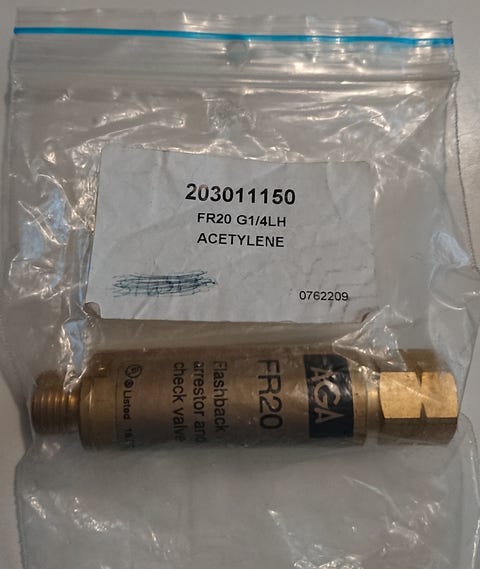 203011150
FR20 G1/4LH
ACETYLENE
0762209
AGA
FR20
Flashback
arrestor and
check valve
Listed